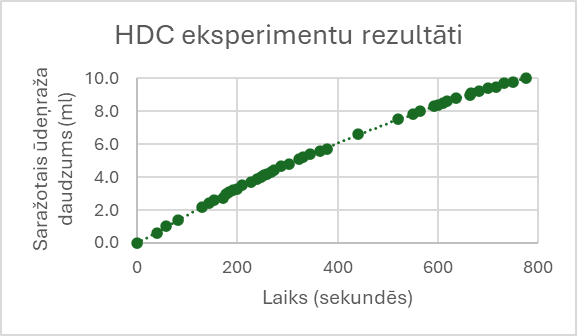 HDC eksperimentu rezultāti
Saražotais ūdeņraža
daudzums (ml)
10.0
8.0
6.0
4.0
2.0
0.0
0 200 400 600 800
Laiks (sekundēs)